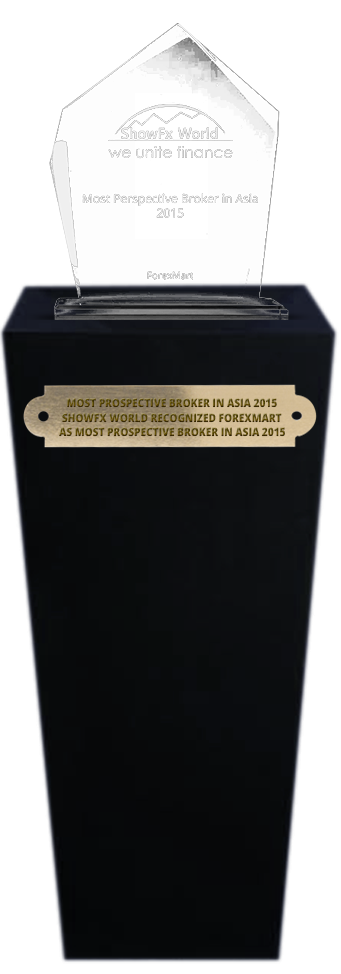 ShowFx World
we unite finance
Most Perspective Broker in Asia
2015
ForexMart
MOST PROSPECTIVE BROKER IN ASIA 2015
SHOWFX WORLD RECOGNIZED FOREXMART
AS MOST PROSPECTIVE BROKER IN ASIA 2015